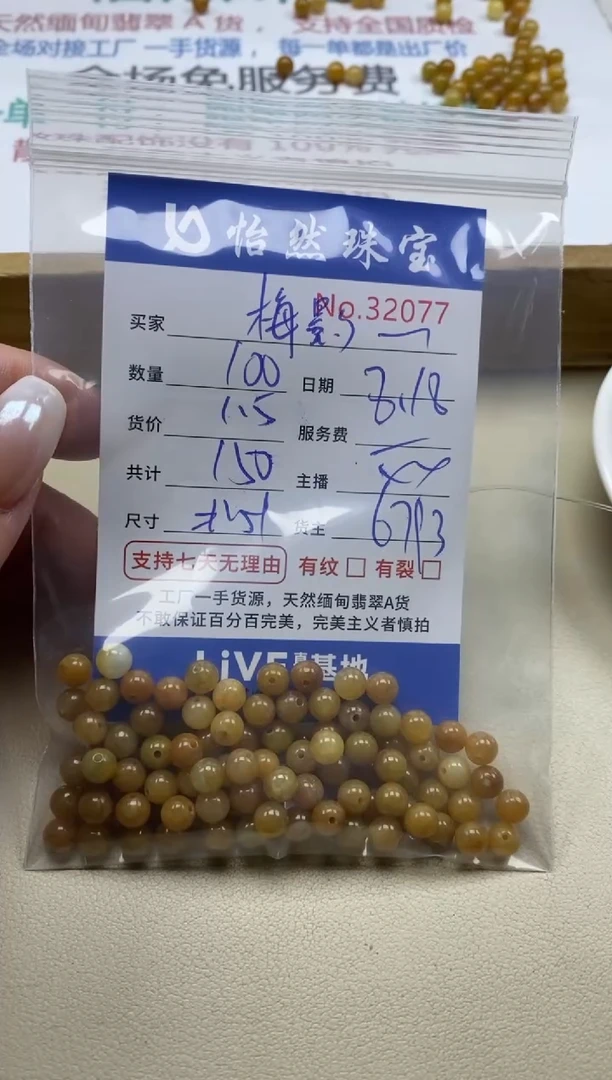 天然缅甸翡翠A货，支持全国质检
全场对接工厂一手货源，每一单都是出厂价
全场免服务费
怡然珠宝
No.32077
买家 梅影
数量 100 日期 8.18
货价 1.5 服务费
共计 150 主播
尺寸 货主 6793
支持七天无理由 有纹 有裂
工厂一手货源，天然缅甸翡翠A货
不敢保证百分百完美，完美主义者慎拍
LiVE 基地